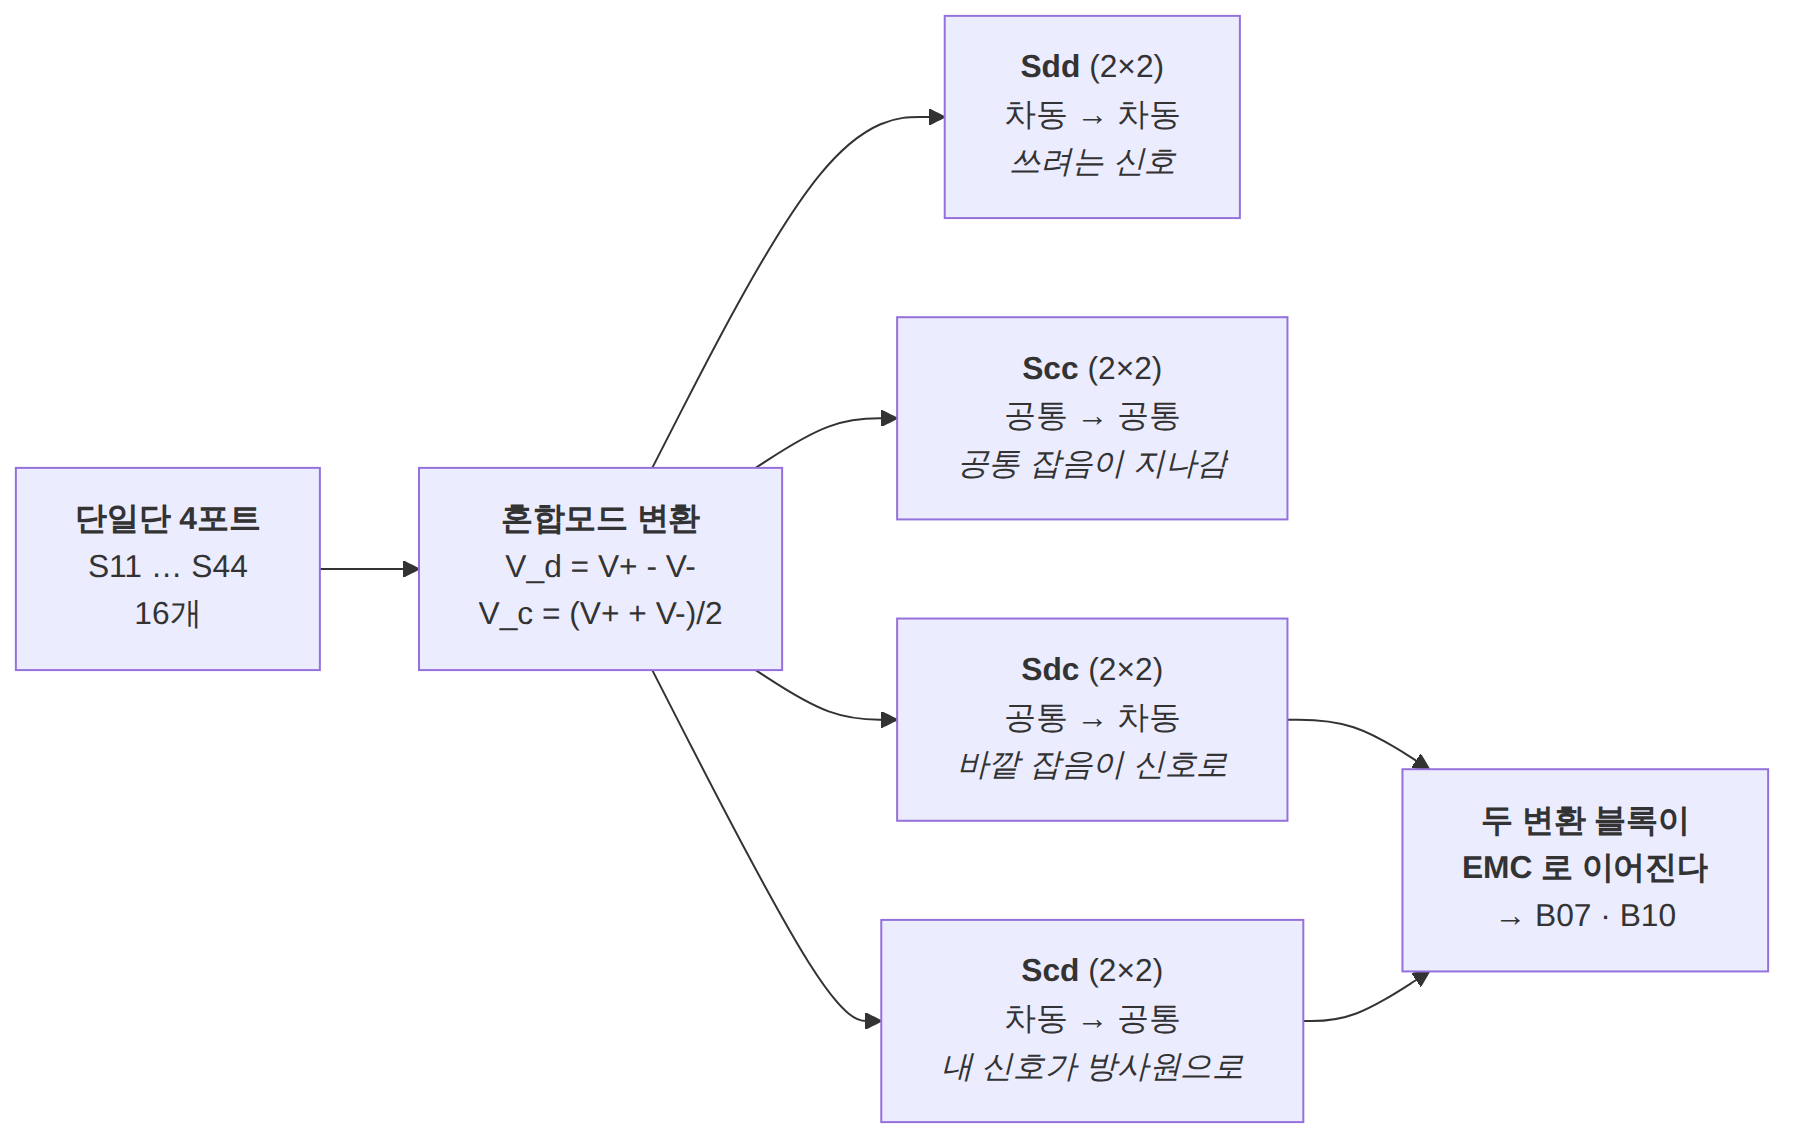 단일단 4포트
S11 … S44
16개
혼합모드 변환
V_d = V+ - V-
V_c = (V+ + V-)/2
Sdd (2×2)
차동 → 차동
쓰려는 신호
Scc (2×2)
공통 → 공통
공통 잡음이 지나감
Sdc (2×2)
공통 → 차동
바깥 잡음이 신호로
Scd (2×2)
차동 → 공통
내 신호가 방사원으로
두 변환 블록이
EMC 로 이어진다
→ B07 · B10